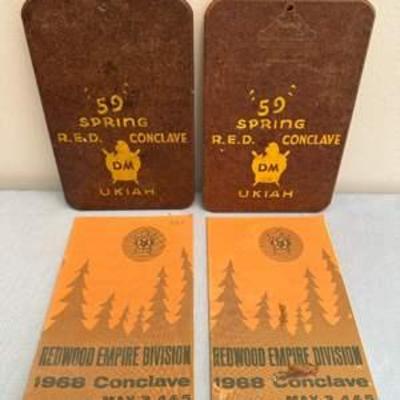 '59
SPRING
R.E.D. CONCLAVE
DM
UKIAH
'59
SPRING
R.E.D. CONCLAVE
DM
UKIAH
REDWOOD EMPIRE DIVISION
1968 Conclave
MAY 3, 4 & 5
REDWOOD EMPIRE DIVISION
1968 Conclave
MAY 3, 4 & 5